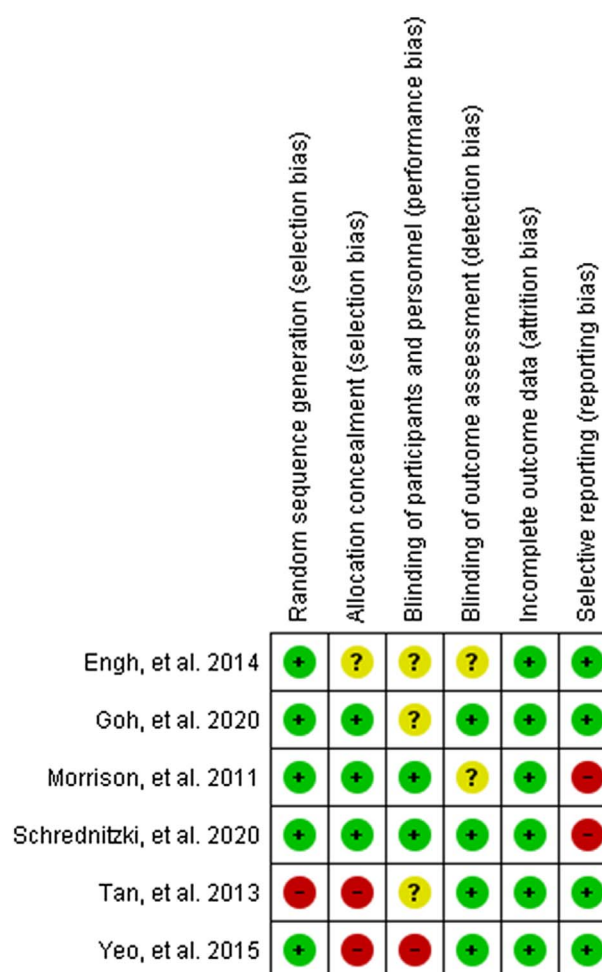 Random sequence generation (selection bias)
Allocation concealment (selection bias)
Blinding of participants and personnel (performance bias)
Blinding of outcome assessment (detection bias)
Incomplete outcome data (attrition bias)
Selective reporting (reporting bias)
Engh, et al. 2014 + ? ? ? + +
Goh, et al. 2020 + + ? + + +
Morrison, et al. 2011 + + + ? + -
Schrednitzki, et al. 2020 + + + + + -
Tan, et al. 2013 - - ? + + +
Yeo, et al. 2015 + - - + + +